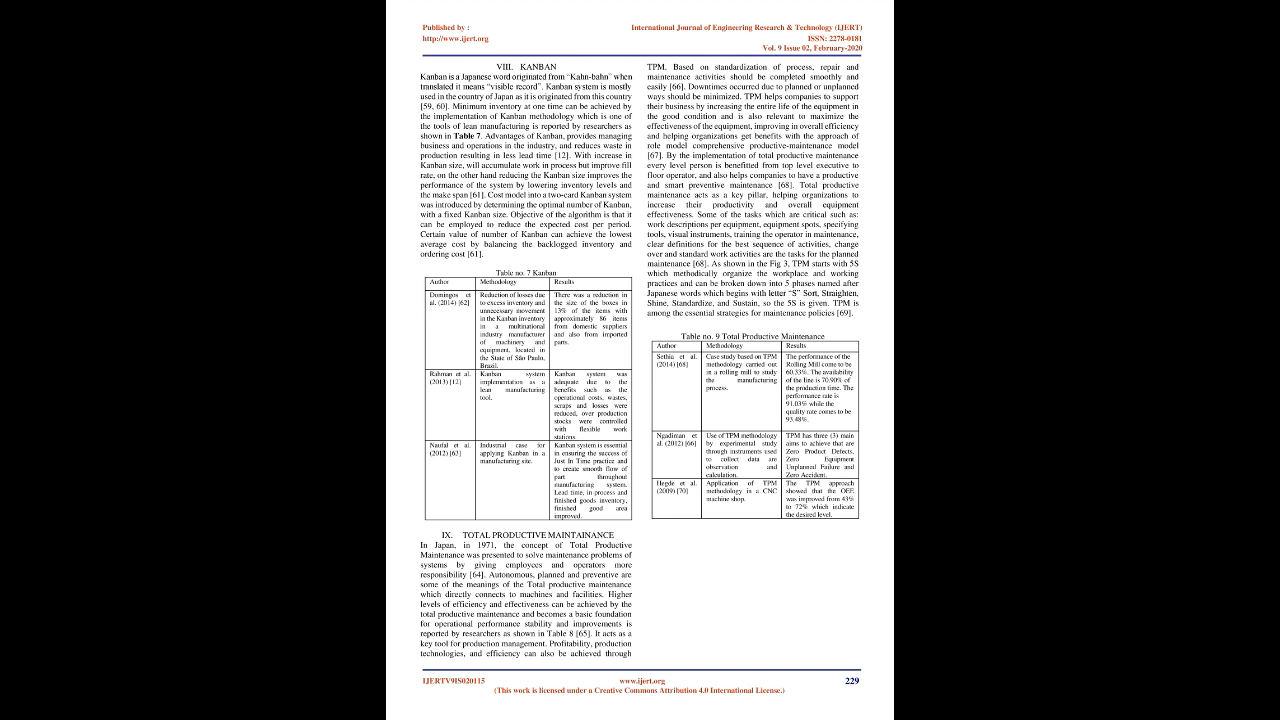 Published by :
http://www.ijert.org
International Journal of Engineering Research & Technology (IJERT)
ISSN: 2278-0181
Vol. 9 Issue 02, February-2020
VIII. KANBAN
Kanban is a Japanese word originated from “Kahn-bahn” when
translated it means “visible record”. Kanban system is mostly
used in the country of Japan as it is originated from this country
[59, 60]. Minimum inventory at one time can be achieved by
the implementation of Kanban methodology which is one of
the tools of lean manufacturing is reported by researchers as
shown in Table 7. Advantages of Kanban, provides managing
business and operations in the industry, and reduces waste in
production resulting in less lead time [12]. With increase in
Kanban size, will accumulate work in process but improve fill
rate, on the other hand reducing the Kanban size improves the
performance of the system by lowering inventory levels and
the make span [61]. Cost model into a two-card Kanban system
was introduced by determining the optimal number of Kanban,
with a fixed Kanban size. Objective of the algorithm is that it
can be employed to reduce the expected cost per period.
Certain value of number of Kanban can achieve the lowest
average cost by balancing the backlogged inventory and
ordering cost [61].
Table no. 7 Kanban
Author
Methodology
Results
Domingos et
al. (2014) [62]
Reduction of losses due
to excess inventory and
unnecessary movement
in the Kanban inventory
in a multinational
industry manufacturer
of machinery and
equipment, located in
the State of São Paulo,
Brazil.
There was a reduction in
the size of the boxes in
13% of the items with
approximately 86 items
from domestic suppliers
and also from imported
parts.
Rahman et al.
(2013) [12]
Kanban system
implementation as a
lean manufacturing
tool.
Kanban system was
adequate due to the
benefits such as the
operational costs, wastes,
scraps and losses were
reduced, over production
stocks were controlled
with flexible work
stations.
Naufal et al.
(2012) [63]
Industrial case for
applying Kanban in a
manufacturing site.
Kanban system is essential
in ensuring the success of
Just In Time practice and
to create smooth flow of
part throughout
manufacturing system.
Lead time, in-process and
finished goods inventory,
finished good area
improved.
IX. TOTAL PRODUCTIVE MAINTAINANCE
In Japan, in 1971, the concept of Total Productive
Maintenance was presented to solve maintenance problems of
systems by giving employees and operators more
responsibility [64]. Autonomous, planned and preventive are
some of the meanings of the Total productive maintenance
which directly connects to machines and facilities. Higher
levels of efficiency and effectiveness can be achieved by the
total productive maintenance and becomes a basic foundation
for operational performance stability and improvements is
reported by researchers as shown in Table 8 [65]. It acts as a
key tool for production management. Profitability, production
technologies, and efficiency can also be achieved through
TPM. Based on standardization of process, repair and
maintenance activities should be completed smoothly and
easily [66]. Downtimes occurred due to planned or unplanned
ways should be minimized. TPM helps companies to support
their business by increasing the entire life of the equipment in
the good condition and is also relevant to maximize the
effectiveness of the equipment, improving in overall efficiency
and helping organizations get benefits with the approach of
role model comprehensive productive-maintenance model
[67]. By the implementation of total productive maintenance
every level person is benefitted from top level executive to
floor operator, and also helps companies to have a productive
and smart preventive maintenance [68]. Total productive
maintenance acts as a key pillar, helping organizations to
increase their productivity and overall equipment
effectiveness. Some of the tasks which are critical such as:
work descriptions per equipment, equipment spots, specifying
tools, visual instruments, training the operator in maintenance,
clear definitions for the best sequence of activities, change
over and standard work activities are the tasks for the planned
maintenance [68]. As shown in the Fig 3, TPM starts with 5S
which methodically organize the workplace and working
practices and can be broken down into 5 phases named after
Japanese words which begins with letter “S” Sort, Straighten,
Shine, Standardize, and Sustain, so the 5S is given. TPM is
among the essential strategies for maintenance policies [69].
Table no. 9 Total Productive Maintenance
Author
Methodology
Results
Sethia et al.
(2014) [68]
Case study based on TPM
methodology carried out
in a rolling mill to study
the manufacturing
process.
The performance of the
Rolling Mill come to be
60.33%. The availability
of the line is 70.90% of
the production time. The
performance rate is
91.03% while the
quality rate comes to be
93.48%.
Ngadiman et
al. (2012) [66]
Use of TPM methodology
by experimental study
through instruments used
to collect data are
observation and
calculation.
TPM has three (3) main
aims to achieve that are
Zero Product Defects,
Zero Equipment
Unplanned Failure and
Zero Accident.
Hegde et al.
(2009) [70]
Application of TPM
methodology in a CNC
machine shop.
The TPM approach
showed that the OEE
was improved from 43%
to 72% which indicate
the desired level.
IJERTV9IS020115
www.ijert.org
229
(This work is licensed under a Creative Commons Attribution 4.0 International License.)